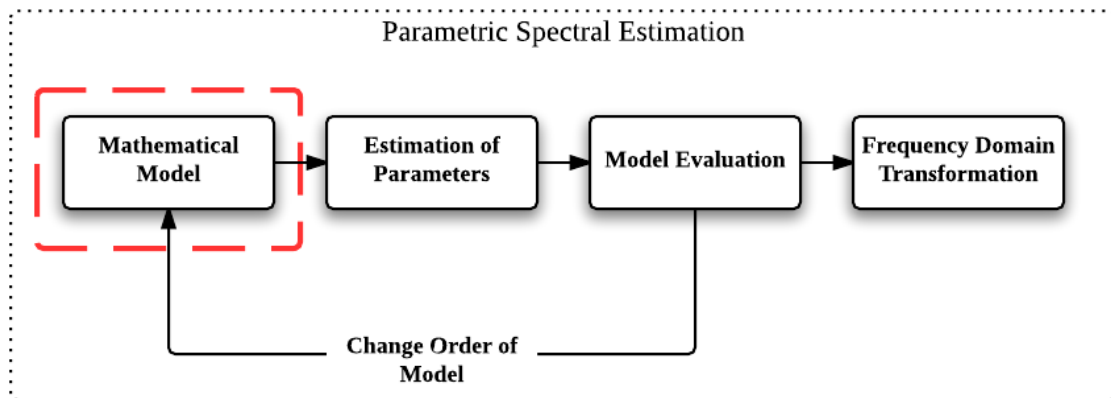 Parametric Spectral Estimation
Mathematical
Model
Estimation of
Parameters
Model Evaluation
Frequency Domain
Transformation
Change Order of
Model